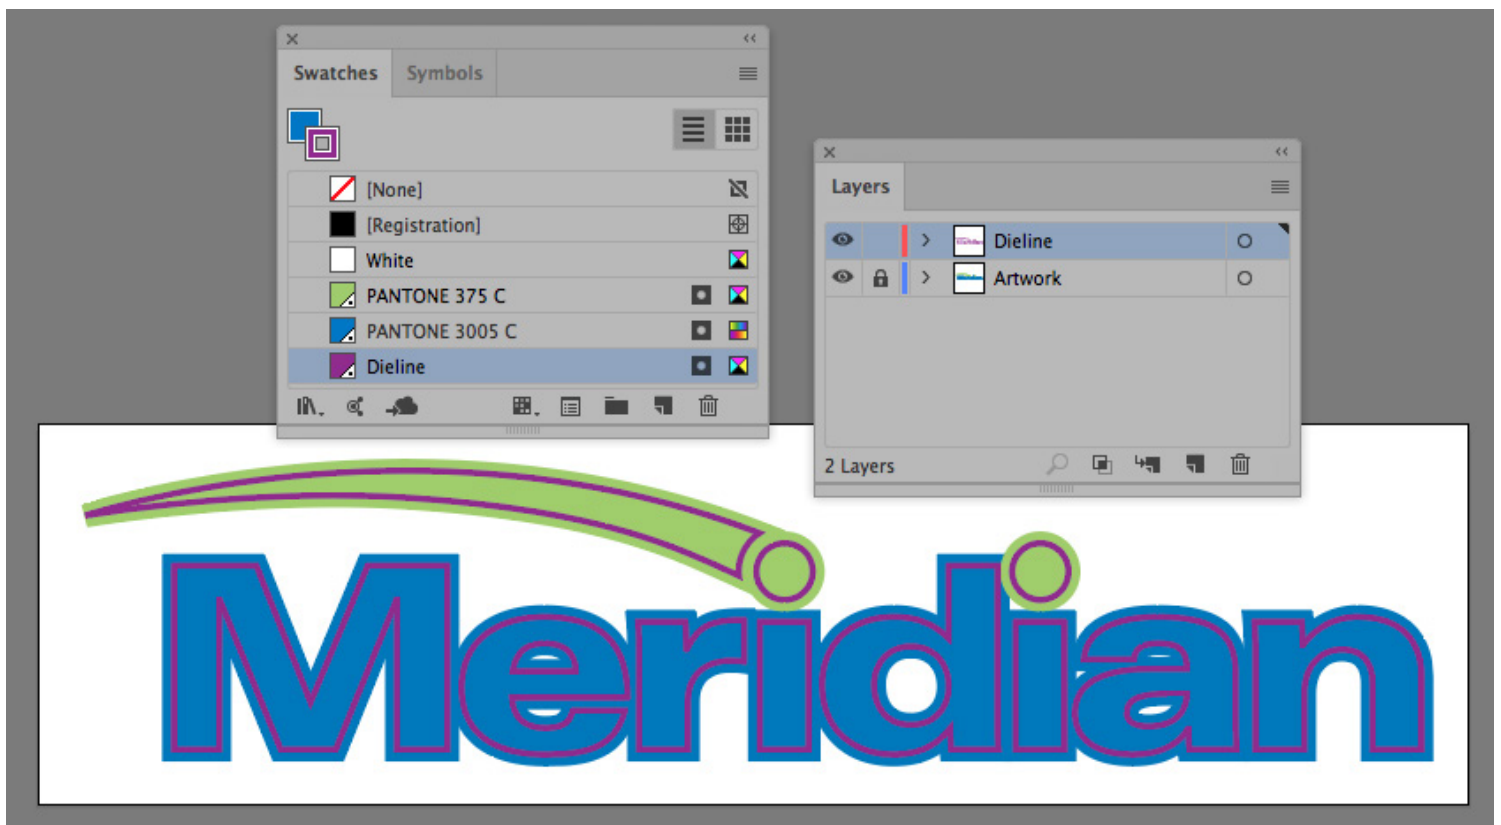 Swatches Symbols
[None]
[Registration]
White
PANTONE 375 C
PANTONE 3005 C
Dieline
Layers
Dieline
Artwork
2 Layers
Meridian